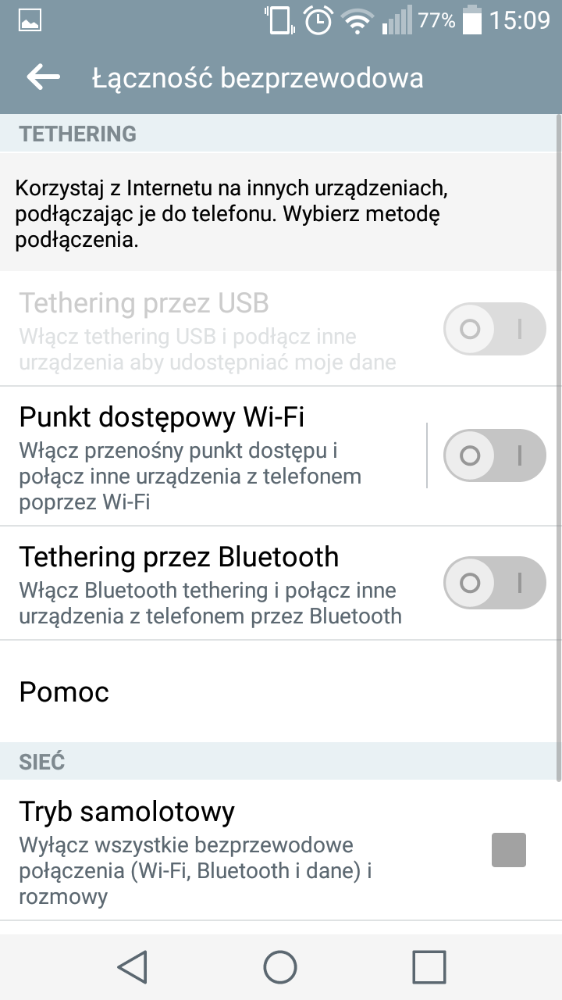 77% 15:09
Łączność bezprzewodowa
TETHERING
Korzystaj z Internetu na innych urządzeniach,
podłączając je do telefonu. Wybierz metodę
podłączenia.
Tethering przez USB
Włącz tethering USB i podłącz inne
urządzenia aby udostępniać moje dane
Punkt dostępowy Wi-Fi
Włącz przenośny punkt dostępu i
połącz inne urządzenia z telefonem
poprzez Wi-Fi
Tethering przez Bluetooth
Włącz Bluetooth tethering i połącz inne
urządzenia z telefonem przez Bluetooth
Pomoc
SIEĆ
Tryb samolotowy
Wyłącz wszystkie bezprzewodowe
połączenia (Wi-Fi, Bluetooth i dane) i
rozmowy